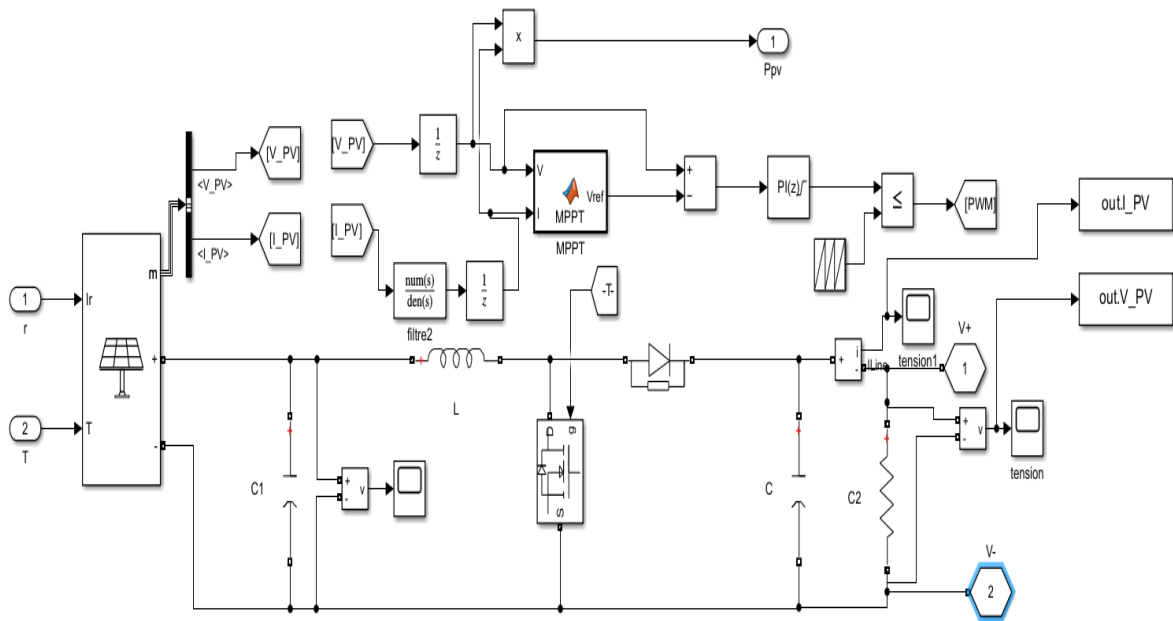 x
1
Ppv
[V_PV]
[V_PV]
1
z
<V_PV>
V
I
MPPT
Vref
MPPT
+
−
PI(z)
≤
[PWM]
out.I_PV
[I_PV]
<I_PV>
[I_PV]
num(s)
den(s)
filtre2
1
z
-T-
out.V_PV
m
1
r
Ir
+
L
+
i
-
ILine
tension1
V+
1
2
T
T
-
C1
+
-
v
g
D
S
C
C2
+
-
v
tension
V-
2